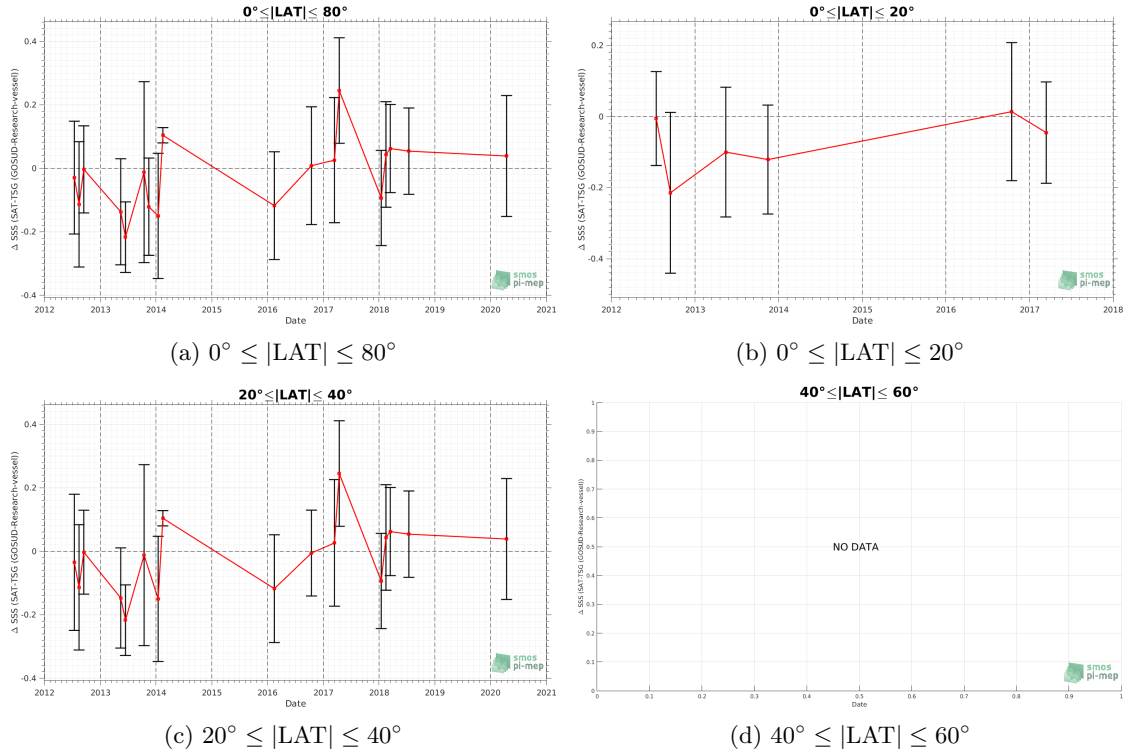 0°≤|LAT|≤ 80°
Δ SSS (SAT-TSG (GOSUD-Research-vessel))
0.4
0.2
0
-0.2
-0.4
2012 2013 2014 2015 2016 2017 2018 2019 2020 2021
Date
smos
pi-mep
(a) 0° ≤ |LAT| ≤ 80°
0°≤|LAT|≤ 20°
Δ SSS (SAT-TSG (GOSUD-Research-vessel))
0.2
0
-0.2
-0.4
2012 2013 2014 2015 2016 2017 2018
Date
smos
pi-mep
(b) 0° ≤ |LAT| ≤ 20°
20°≤|LAT|≤ 40°
Δ SSS (SAT-TSG (GOSUD-Research-vessel))
0.4
0.2
0
-0.2
-0.4
2012 2013 2014 2015 2016 2017 2018 2019 2020 2021
Date
smos
pi-mep
(c) 20° ≤ |LAT| ≤ 40°
40°≤|LAT|≤ 60°
Δ SSS (SAT-TSG (GOSUD-Research-vessel))
1
0.9
0.8
0.7
0.6
0.5
0.4
0.3
0.2
0.1
0
NO DATA
0 0.1 0.2 0.3 0.4 0.5 0.6 0.7 0.8 0.9 1
Date
smos
pi-mep
(d) 40° ≤ |LAT| ≤ 60°